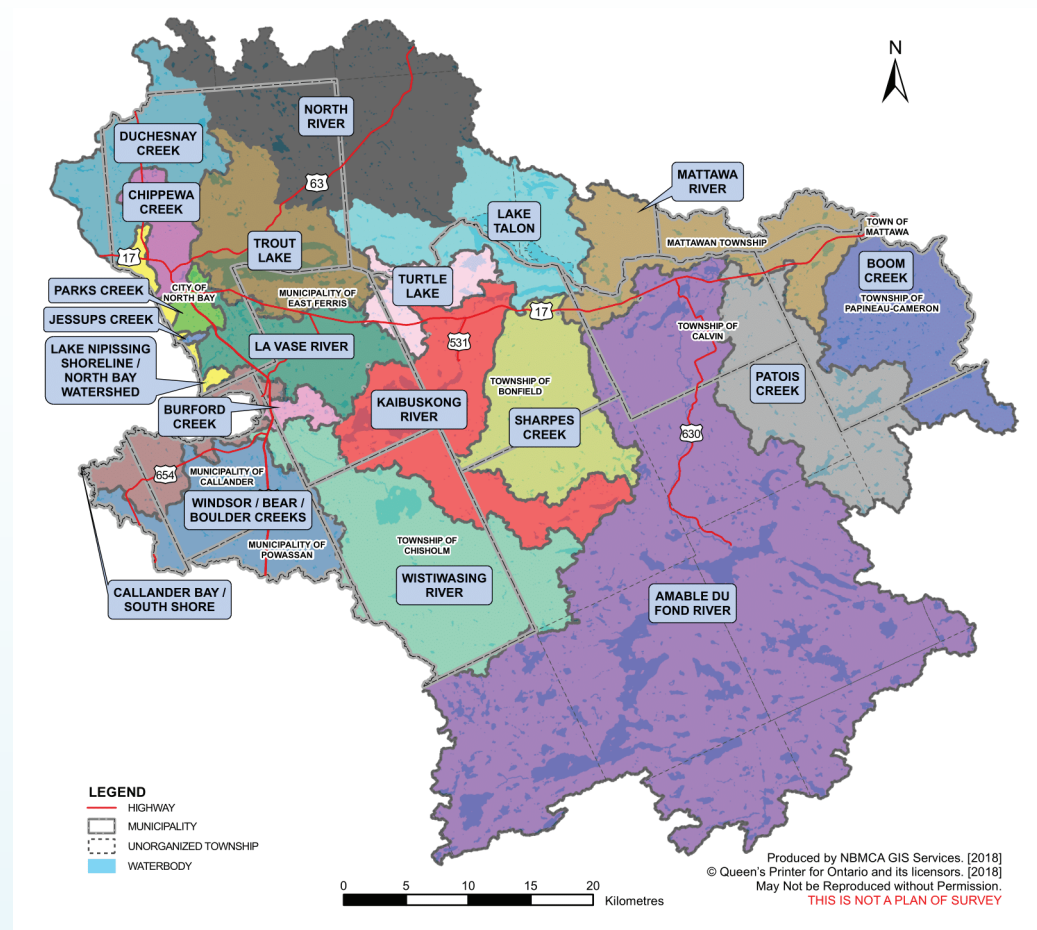 N
NORTH
RIVER
DUCHESNAY
CREEK
CHIPPEWA
CREEK
63
MATTAWA
RIVER
LAKE
TALON
TOWN OF
MATTAWA
MATTAWAN TOWNSHIP
TROUT
LAKE
17
BOOM
CREEK
TURTLE
LAKE
PARKS CREEK
CITY OF
NORTH BAY
MUNICIPALITY OF
EAST FERRIS
TOWNSHIP OF
PAPINEAU-CAMERON
17
JESSUPS CREEK
LA VASE RIVER
531
TOWNSHIP OF
CALVIN
LAKE NIPISSING
SHORELINE /
NORTH BAY
WATERSHED
TOWNSHIP OF
BONFIELD
PATOIS
CREEK
KAIBUSKONG
RIVER
BURFORD
CREEK
SHARPES
CREEK
630
654
MUNICIPALITY OF
CALLANDER
WINDSOR / BEAR /
BOULDER CREEKS
MUNICIPALITY OF
POWASSAN
TOWNSHIP OF
CHISHOLM
WISTIWASING
RIVER
CALLANDER BAY /
SOUTH SHORE
AMABLE DU
FOND RIVER
LEGEND
HIGHWAY
MUNICIPALITY
UNORGANIZED TOWNSHIP
WATERBODY
0 5 10 15 20
Kilometres
Produced by NBMCA GIS Services. [2018]
© Queen's Printer for Ontario and its licensors. [2018]
May Not be Reproduced without Permission.
THIS IS NOT A PLAN OF SURVEY